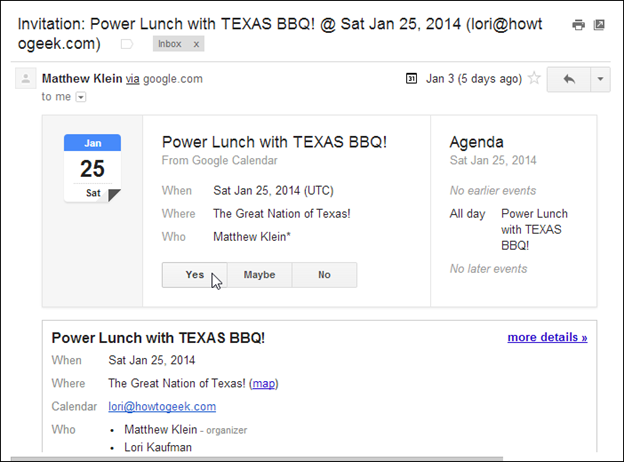 Invitation: Power Lunch with TEXAS BBQ! @ Sat Jan 25, 2014 (lori@howt
ogeek.com) Inbox x
Matthew Klein via google.com 31 Jan 3 (5 days ago)
to me
Jan
25
Sat
Power Lunch with TEXAS BBQ!
From Google Calendar
When Sat Jan 25, 2014 (UTC)
Where The Great Nation of Texas!
Who Matthew Klein*
Yes Maybe No
Agenda
Sat Jan 25, 2014
No earlier events
All day Power Lunch
with TEXAS
BBQ!
No later events
Power Lunch with TEXAS BBQ! more details »
When Sat Jan 25, 2014
Where The Great Nation of Texas! (map)
Calendar lori@howtogeek.com
Who • Matthew Klein - organizer
• Lori Kaufman